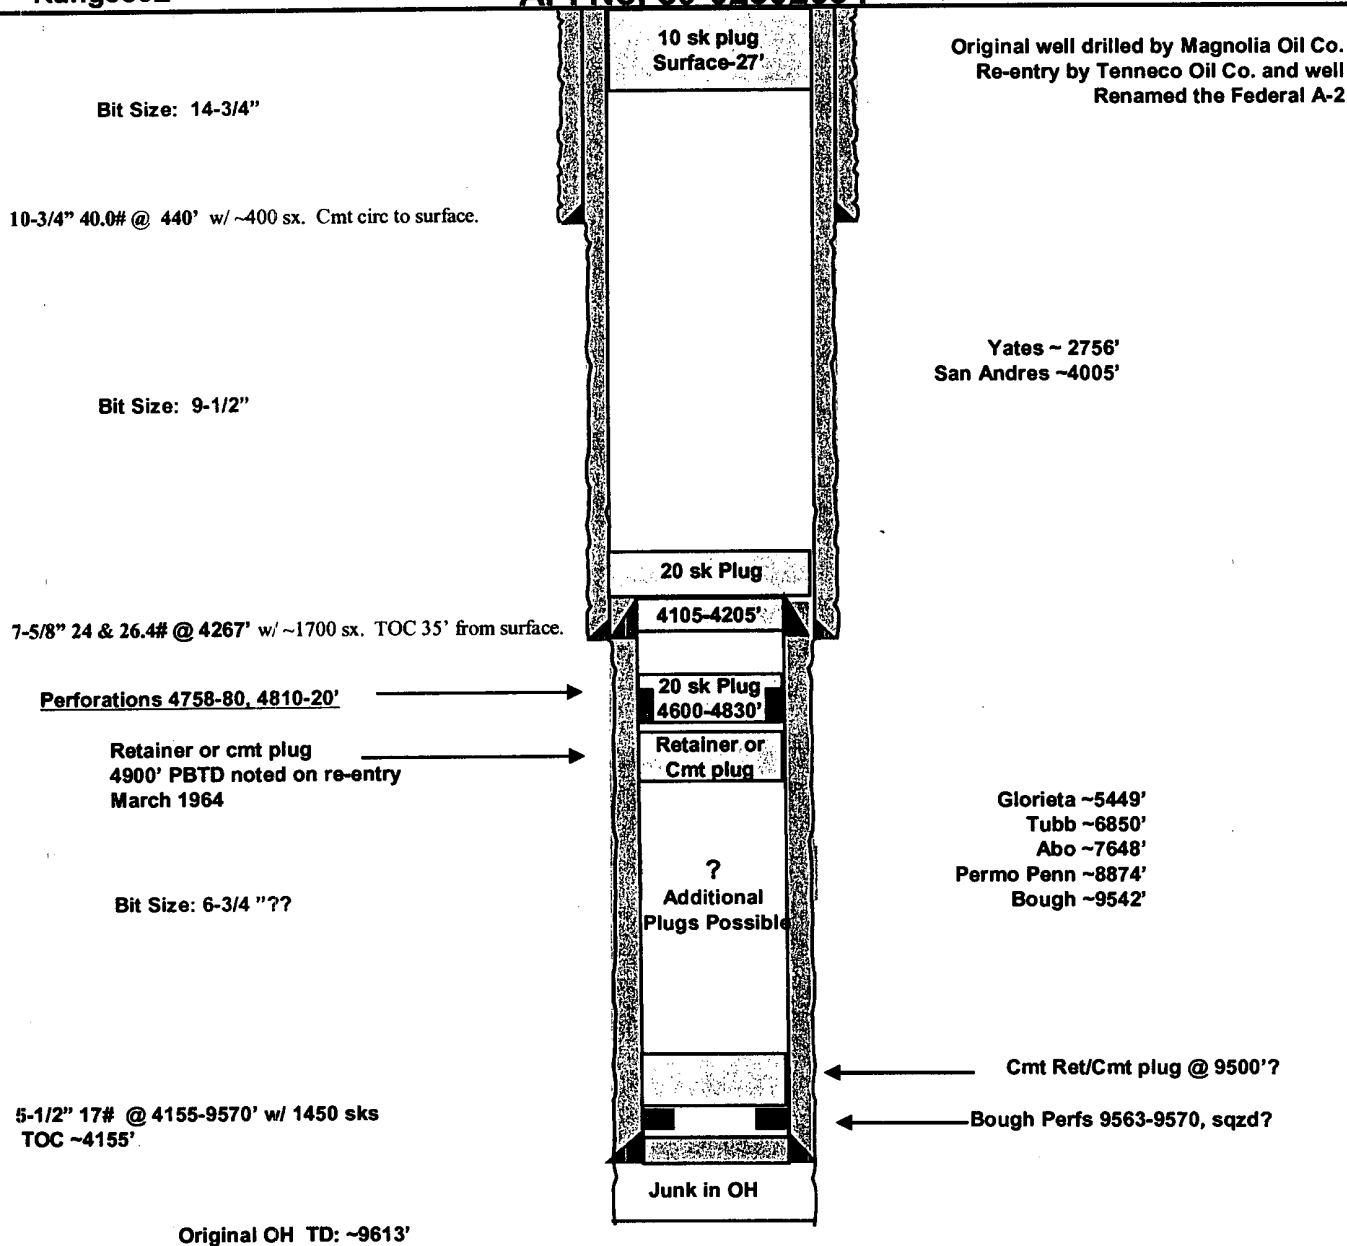 10 sk plug
Surface-27'
Original well drilled by Magnolia Oil Co.
Re-entry by Tenneco Oil Co. and well
Renamed the Federal A-2
Bit Size: 14-3/4"
10-3/4" 40.0# @ 440' w/ ~400 sx. Cmt circ to surface.
Yates ~ 2756'
San Andres ~4005'
Bit Size: 9-1/2"
20 sk Plug
4105-4205'
7-5/8" 24 & 26.4# @ 4267' w/ ~1700 sx. TOC 35' from surface.
Perforations 4758-80, 4810-20'
20 sk Plug
4600-4830'
Retainer or cmt plug
4900' PBTD noted on re-entry
March 1964
Retainer or
Cmt plug
Glorieta ~5449'
Tubb ~6850'
Abo ~7648'
Permo Penn ~8874'
Bough ~9542'
?
Additional
Plugs Possible
Bit Size: 6-3/4 "??
Cmt Ret/Cmt plug @ 9500'?
5-1/2" 17# @ 4155-9570' w/ 1450 sks
TOC ~4155'
Bough Perfs 9563-9570, sqzd?
Junk in OH
Original OH TD: ~9613'